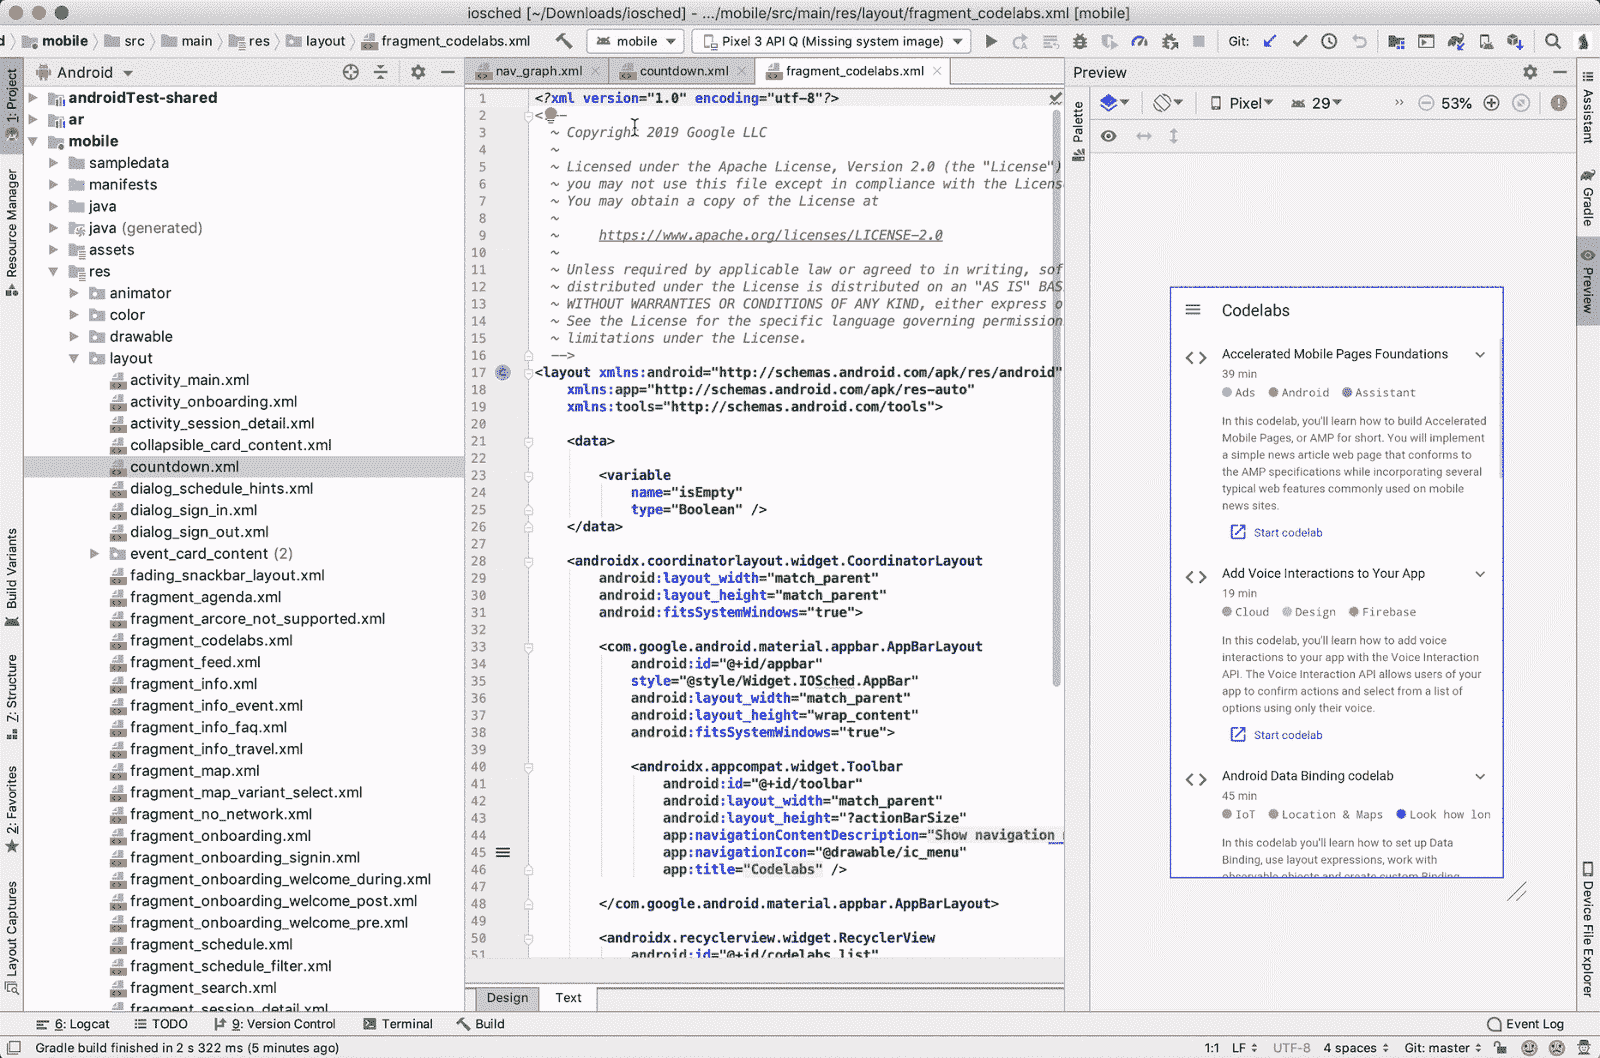 iosched [~/Downloads/iosched] - .../mobile/src/main/res/layout/fragment_codelabs.xml [mobile]
d mobile src main res layout fragment_codelabs.xml mobile Pixel 3 API Q (Missing system image) Git:
Android
nav_graph.xml countdown.xml fragment_codelabs.xml
Preview
1: Project
Resource Manager
Build Variants
Z: Structure
2: Favorites
Layout Captures
androidTest-shared
ar
mobile
sampledata
manifests
java
java (generated)
assets
res
animator
color
drawable
layout
activity_main.xml
activity_onboarding.xml
activity_session_detail.xml
collapsible_card_content.xml
countdown.xml
dialog_schedule_hints.xml
dialog_sign_in.xml
dialog_sign_out.xml
event_card_content (2)
fading_snackbar_layout.xml
fragment_agenda.xml
fragment_arcore_not_supported.xml
fragment_codelabs.xml
fragment_feed.xml
fragment_info.xml
fragment_info_event.xml
fragment_info_faq.xml
fragment_info_travel.xml
fragment_map.xml
fragment_map_variant_select.xml
fragment_no_network.xml
fragment_onboarding.xml
fragment_onboarding_signin.xml
fragment_onboarding_welcome_during.xml
fragment_onboarding_welcome_post.xml
fragment_onboarding_welcome_pre.xml
fragment_schedule.xml
fragment_schedule_filter.xml
fragment_search.xml
fragment_session_detail.xml
1 <?xml version="1.0" encoding="utf-8"?>
2 <
3 ~ Copyright 2019 Google LLC
4 ~
5 ~ Licensed under the Apache License, Version 2.0 (the "License")
6 ~ you may not use this file except in compliance with the Licens
7 ~ You may obtain a copy of the License at
8 ~
9 ~ https://www.apache.org/licenses/LICENSE-2.0
10 ~
11 ~ Unless required by applicable law or agreed to in writing, sof
12 ~ distributed under the License is distributed on an "AS IS" BAS
13 ~ WITHOUT WARRANTIES OR CONDITIONS OF ANY KIND, either express o
14 ~ See the License for the specific language governing permission
15 ~ limitations under the License.
16 -->
17 <layout xmlns:android="http://schemas.android.com/apk/res/android"
18 xmlns:app="http://schemas.android.com/apk/res-auto"
19 xmlns:tools="http://schemas.android.com/tools">
20
21 <data>
22
23 <variable
24 name="isEmpty"
25 type="Boolean" />
26 </data>
27
28 <androidx.coordinatorlayout.widget.CoordinatorLayout
29 android:layout_width="match_parent"
30 android:layout_height="match_parent"
31 android:fitsSystemWindows="true">
32
33 <com.google.android.material.appbar.AppBarLayout
34 android:id="@+id/appbar"
35 style="@style/Widget.IOSched.AppBar"
36 android:layout_width="match_parent"
37 android:layout_height="wrap_content"
38 android:fitsSystemWindows="true">
39
40 <androidx.appcompat.widget.Toolbar
41 android:id="@+id/toolbar"
42 android:layout_width="match_parent"
43 android:layout_height="?actionBarSize"
44 app:navigationContentDescription="Show navigation
45 app:navigationIcon="@drawable/ic_menu"
46 app:title="Codelabs" />
47
48 </com.google.android.material.appbar.AppBarLayout>
49
50 <androidx.recyclerview.widget.RecyclerView
51 android:id="@+id/codelabs_list"
Design Text
Palette
Pixel 29 >> 53%
Codelabs
Accelerated Mobile Pages Foundations
39 min
Ads Android Assistant
In this codelab, you'll learn how to build Accelerated
Mobile Pages, or AMP for short. You will implement
a simple news article web page that conforms to
the AMP specifications while incorporating several
typical web features commonly used on mobile
news sites.
Start codelab
Add Voice Interactions to Your App
19 min
Cloud Design Firebase
In this codelab, you'll learn how to add voice
interactions to your app with the Voice Interaction
API. The Voice Interaction API allows users of your
app to confirm actions and select from a list of
options using only their voice.
Start codelab
Android Data Binding codelab
45 min
IoT Location & Maps Look how lon
In this codelab you'll learn how to set up Data
Binding, use layout expressions, work with
observable objects and create custom Binding
Assistant
Gradle
Preview
Device File Explorer
6: Logcat TODO 9: Version Control Terminal Build Event Log
Gradle build finished in 2 s 322 ms (5 minutes ago) 1:1 LF UTF-8 4 spaces Git: master